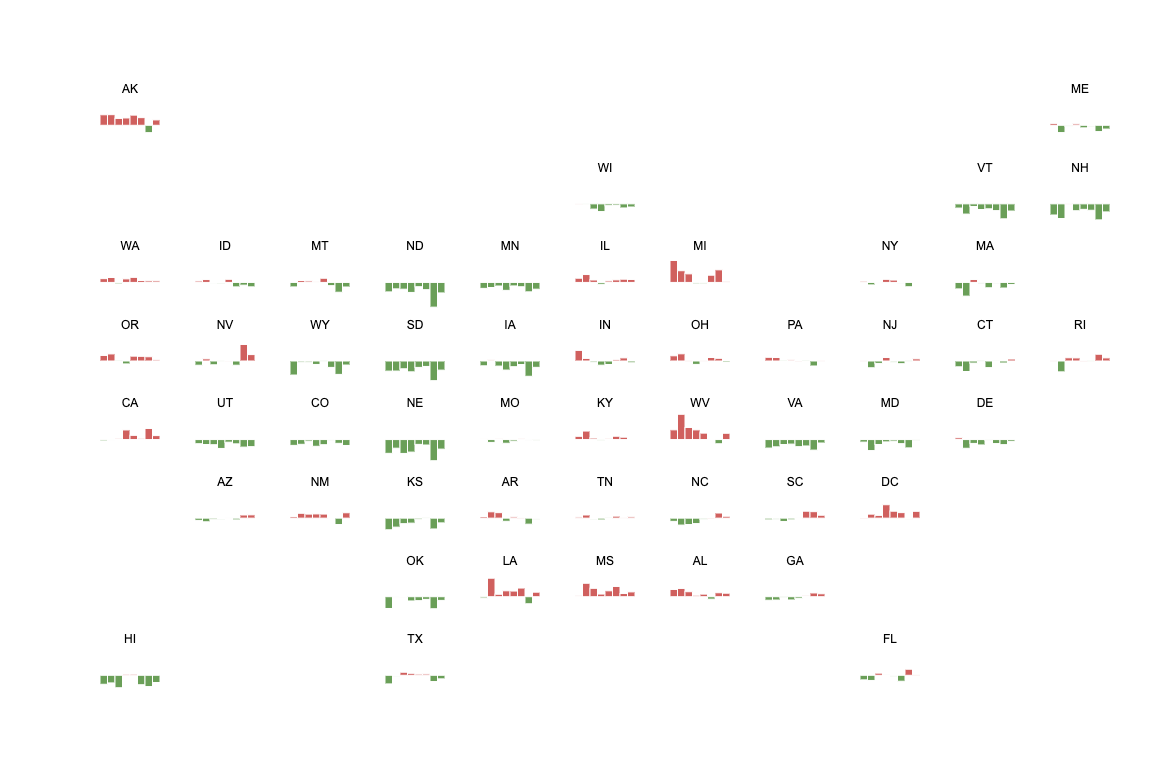 AK ME
WI VT NH
WA ID MT ND MN IL MI NY MA
OR NV WY SD IA IN OH PA NJ CT RI
CA UT CO NE MO KY WV VA MD DE
AZ NM KS AR TN NC SC DC
OK LA MS AL GA
HI TX FL